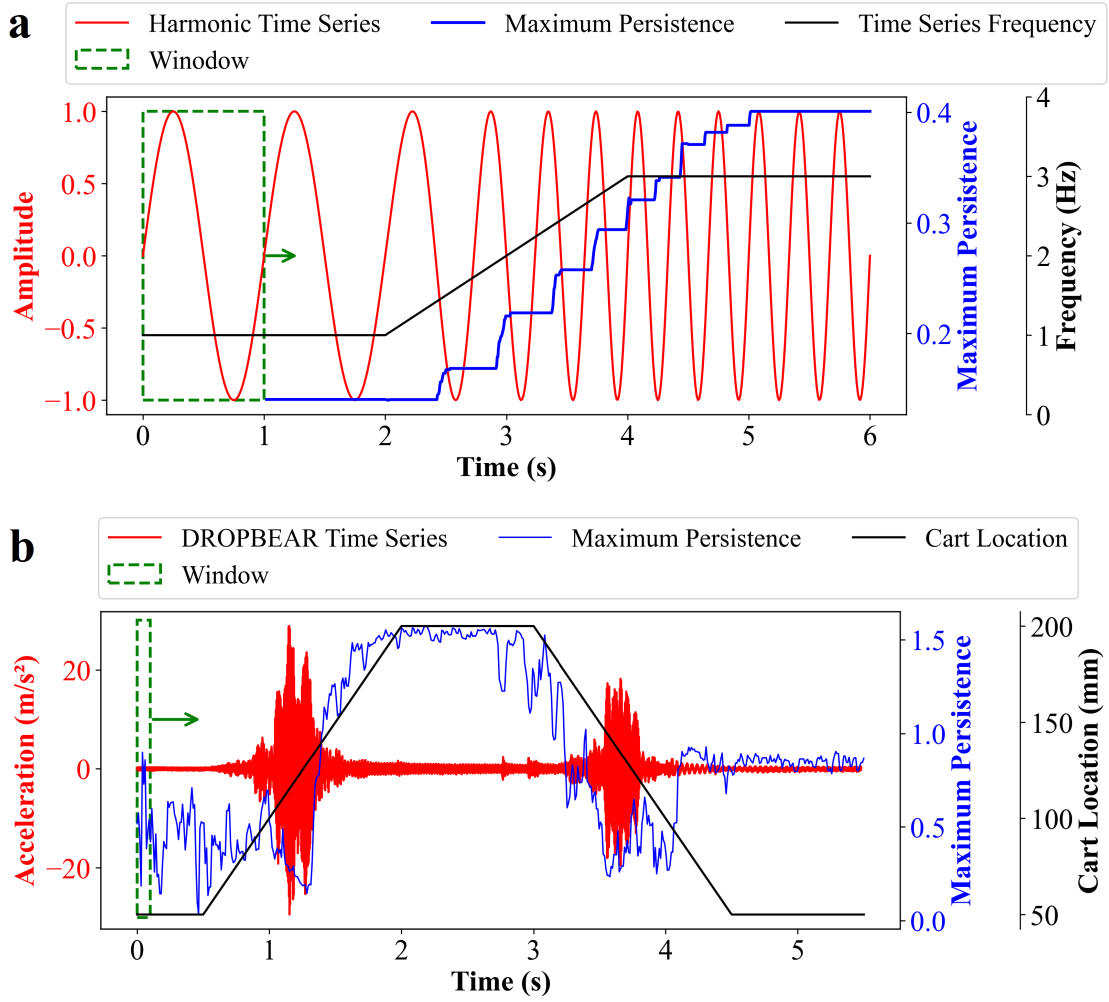 a
Harmonic Time Series Maximum Persistence Time Series Frequency
Winodow
Amplitude
1.0
0.5
0.0
−0.5
−1.0
0 1 2 3 4 5 6
Time (s)
0.4
0.3
0.2
Maximum Persistence
4
3
2
1
0
Frequency (Hz)
b
DROPBEAR Time Series Maximum Persistence Cart Location
Window
Acceleration (m/s²)
20
0
−20
0 1 2 3 4 5
Time (s)
1.5
1.0
0.5
0.0
Maximum Persistence
200
150
100
50
Cart Location (mm)